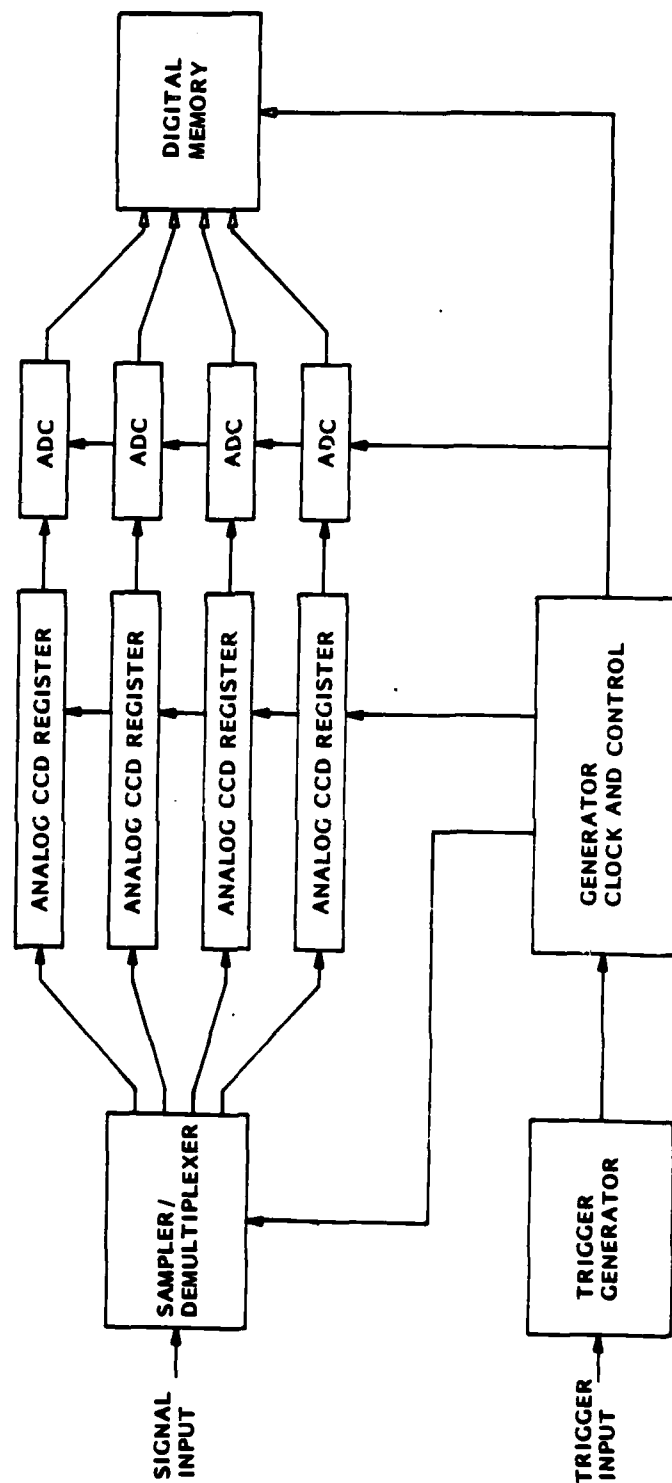 SIGNAL
INPUT
SAMPLER/
DEMULTIPLEXER
ANALOG CCD REGISTER
ANALOG CCD REGISTER
ANALOG CCD REGISTER
ANALOG CCD REGISTER
ADC
ADC
ADC
ADC
DIGITAL
MEMORY
TRIGGER
INPUT
TRIGGER
GENERATOR
GENERATOR
CLOCK AND CONTROL